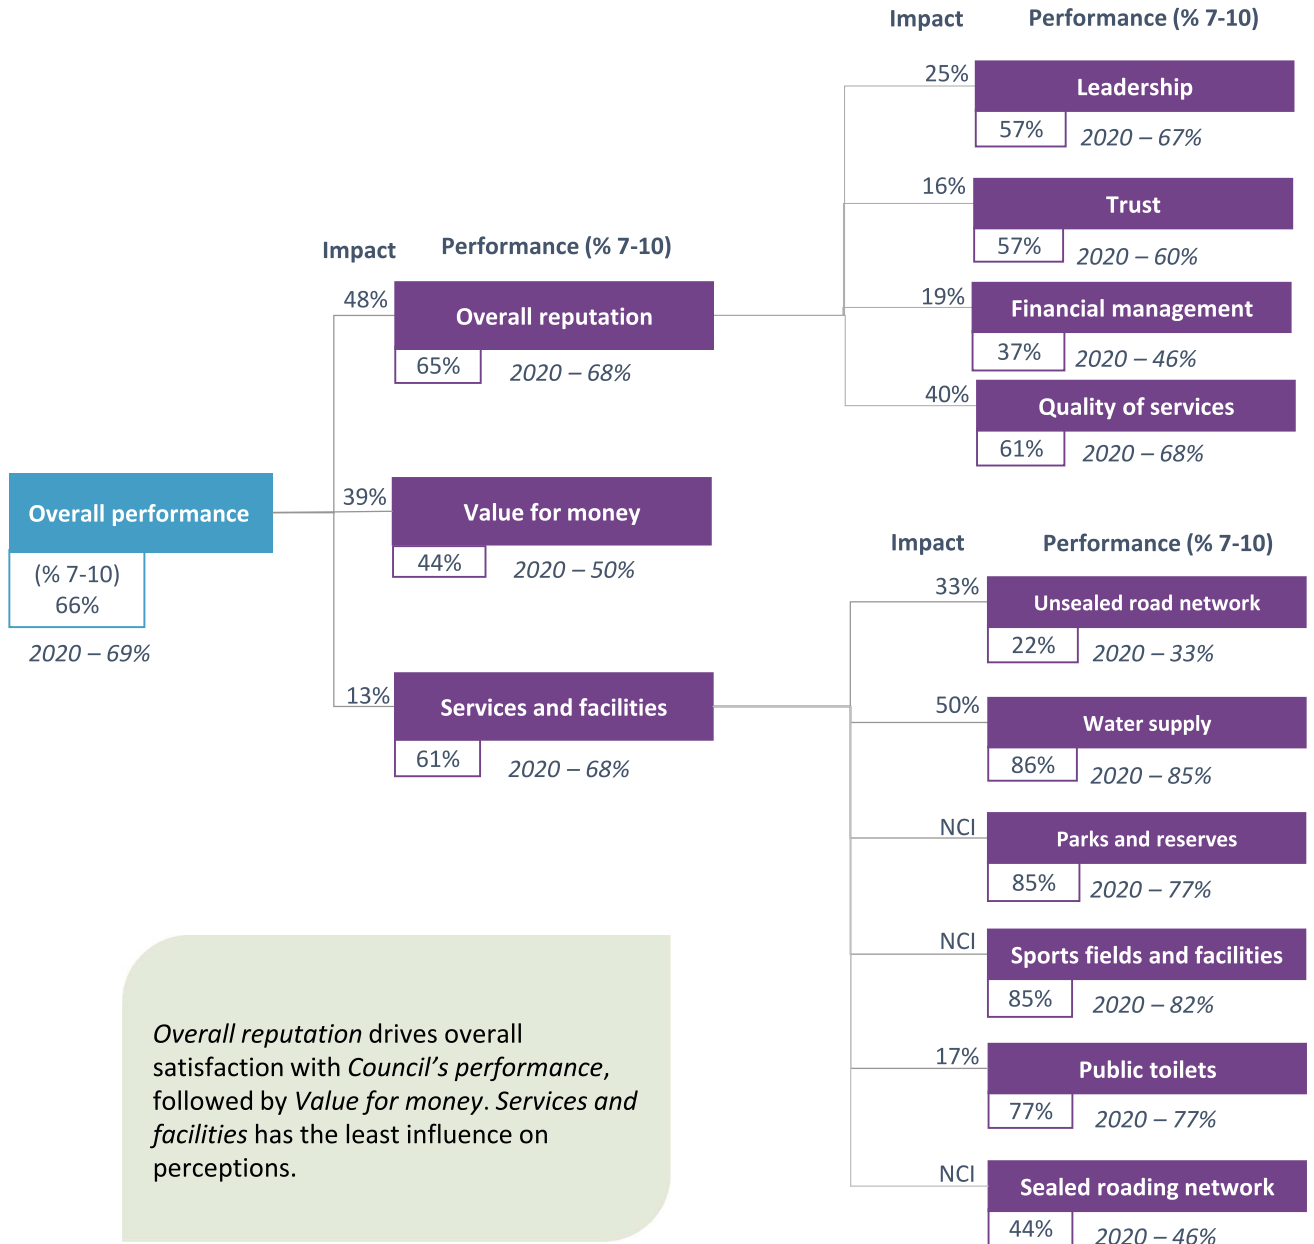 Impact Performance (% 7-10)
25%
Leadership
57% 2020 – 67%
16%
Trust
57% 2020 – 60%
19%
Financial management
37% 2020 – 46%
40%
Quality of services
61% 2020 – 68%
Impact Performance (% 7-10)
48%
Overall reputation
65% 2020 – 68%
39%
Value for money
44% 2020 – 50%
13%
Services and facilities
61% 2020 – 68%
Overall performance
(% 7-10)
66%
2020 – 69%
Impact Performance (% 7-10)
33%
Unsealed road network
22% 2020 – 33%
50%
Water supply
86% 2020 – 85%
NCI
Parks and reserves
85% 2020 – 77%
NCI
Sports fields and facilities
85% 2020 – 82%
17%
Public toilets
77% 2020 – 77%
NCI
Sealed roading network
44% 2020 – 46%
Overall reputation drives overall
satisfaction with Council’s performance,
followed by Value for money. Services and
facilities has the least influence on
perceptions.